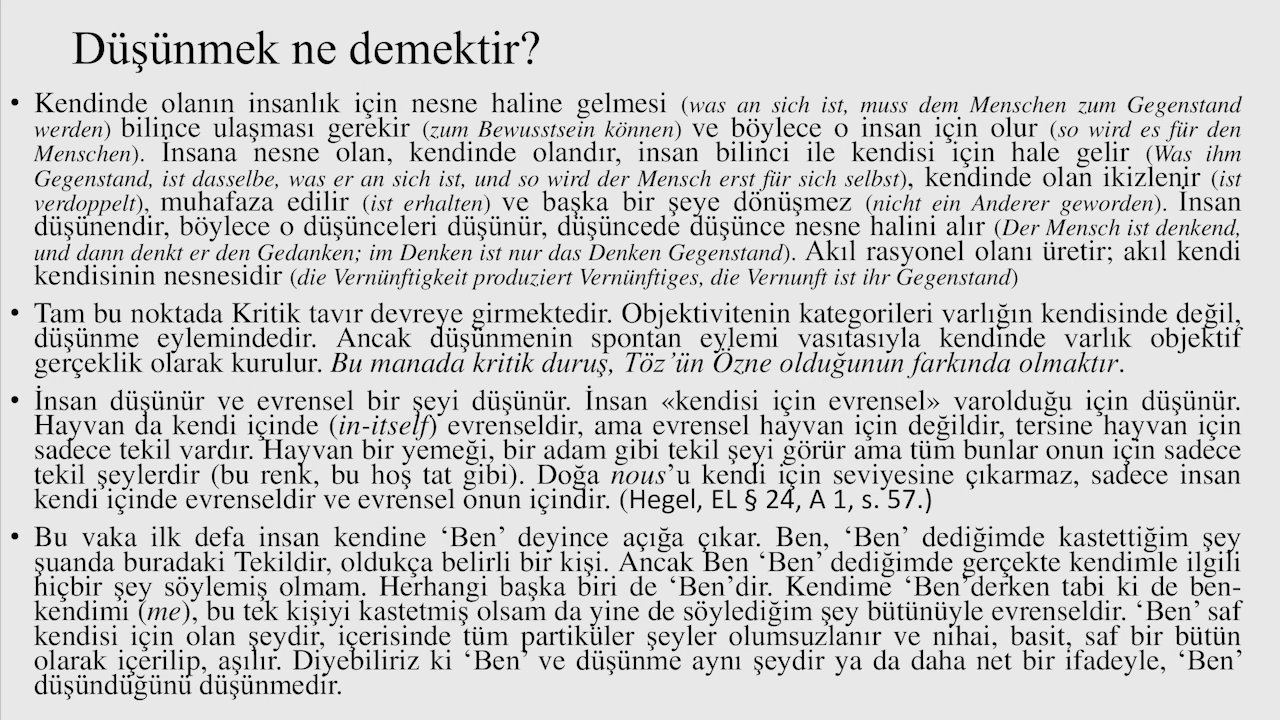 Düşünmek ne demektir?
• Kendinde olanın insanlık için nesne haline gelmesi (was an sich ist, muss dem Menschen zum Gegenstand
werden) bilince ulaşması gerekir (zum Bewusstsein können) ve böylece o insan için olur (so wird es für den
Menschen). İnsana nesne olan, kendinde olandır, insan bilinci ile kendisi için hale gelir (Was ihm
Gegenstand, ist dasselbe, was er an sich ist, und so wird der Mensch erst für sich selbst), kendinde olan ikizlenir (ist
verdoppelt), muhafaza edilir (ist erhalten) ve başka bir şeye dönüşmez (nicht ein Anderer geworden). İnsan
düşünendir, böylece o düşünceleri düşünür, düşüncede düşünce nesne halini alır (Der Mensch ist denkend,
und dann denkt er den Gedanken; im Denken ist nur das Denken Gegenstand). Akıl rasyonel olanı üretir; akıl kendi
kendisinin nesnesidir (die Vernünftigkeit produziert Vernünftiges, die Vernunft ist ihr Gegenstand)
• Tam bu noktada Kritik tavır devreye girmektedir. Objektivitenin kategorileri varlığın kendisinde değil,
düşünme eylemindedir. Ancak düşünmenin spontan eylemi vasıtasıyla kendinde varlık objektif
gerçeklik olarak kurulur. Bu manada kritik duruş, Töz’ün Özne olduğunun farkında olmaktır.
• İnsan düşünür ve evrensel bir şeyi düşünür. İnsan «kendisi için evrensel» varolduğu için düşünür.
Hayvan da kendi içinde (in-itself) evrenseldir, ama evrensel hayvan için değildir, tersine hayvan için
sadece tekil vardır. Hayvan bir yemeği, bir adam gibi tekil şeyi görür ama tüm bunlar onun için sadece
tekil şeylerdir (bu renk, bu hoş tat gibi). Doğa nous’u kendi için seviyesine çıkarmaz, sadece insan
kendi içinde evrenseldir ve evrensel onun içindir. (Hegel, EL § 24, A 1, s. 57.)
• Bu vaka ilk defa insan kendine ‘Ben’ deyince açığa çıkar. Ben, ‘Ben’ dediğimde kastettiğim şey
şuanda buradaki Tekildir, oldukça belirli bir kişi. Ancak Ben ‘Ben’ dediğimde gerçekte kendimle ilgili
hiçbir şey söylemiş olmam. Herhangi başka biri de ‘Ben’dir. Kendime ‘Ben’derken tabi ki de ben-
kendimi (me), bu tek kişiyi kastetmiş olsam da yine de söylediğim şey bütünüyle evrenseldir. ‘Ben’ saf
kendisi için olan şeydir, içerisinde tüm partiküler şeyler olumsuzlanır ve nihai, basit, saf bir bütün
olarak içerilip, aşılır. Diyebiliriz ki ‘Ben’ ve düşünme aynı şeydir ya da daha net bir ifadeyle, ‘Ben’
düşündüğünü düşünmedir.